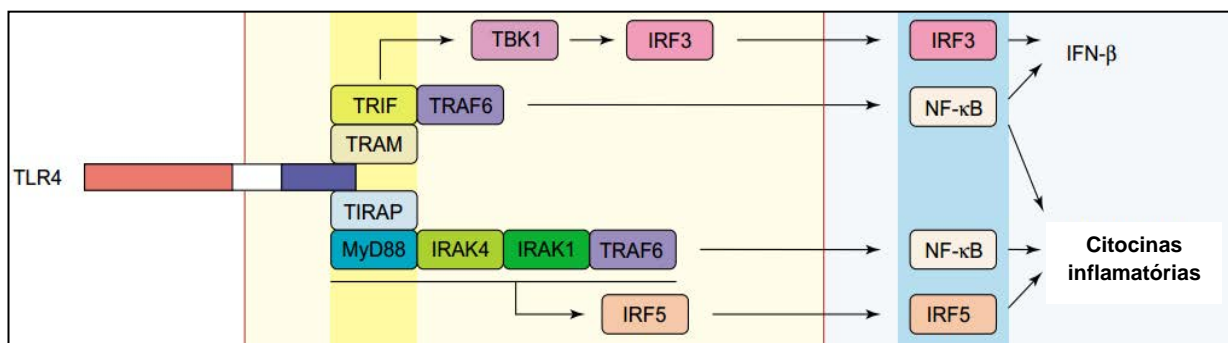 TBK1 IRF3 IRF3
IFN-β
TRIF TRAF6 NF-κB
TRAM
TLR4
TIRAP
MyD88 IRAK4 IRAK1 TRAF6 NF-κB
Citocinas
inflamatórias
IRF5 IRF5